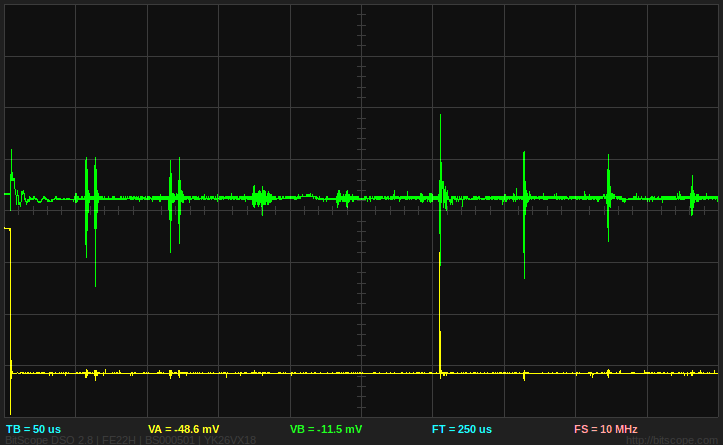 TB = 50 us VA = -48.6 mV VB = -11.5 mV FT = 250 us FS = 10 MHz
BitScope DSO 2.8 | FE22H | BS000501 | YK26VX18 http://bitscope.com